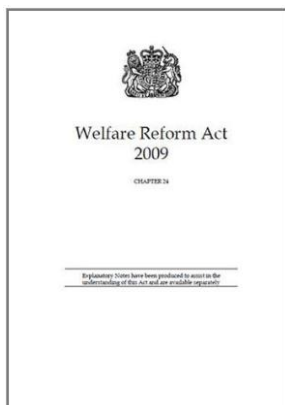 Welfare Reform Act
2009
CHAPTER 24
Explanatory Notes have been produced to assist in the
understanding of this Act and are available separately